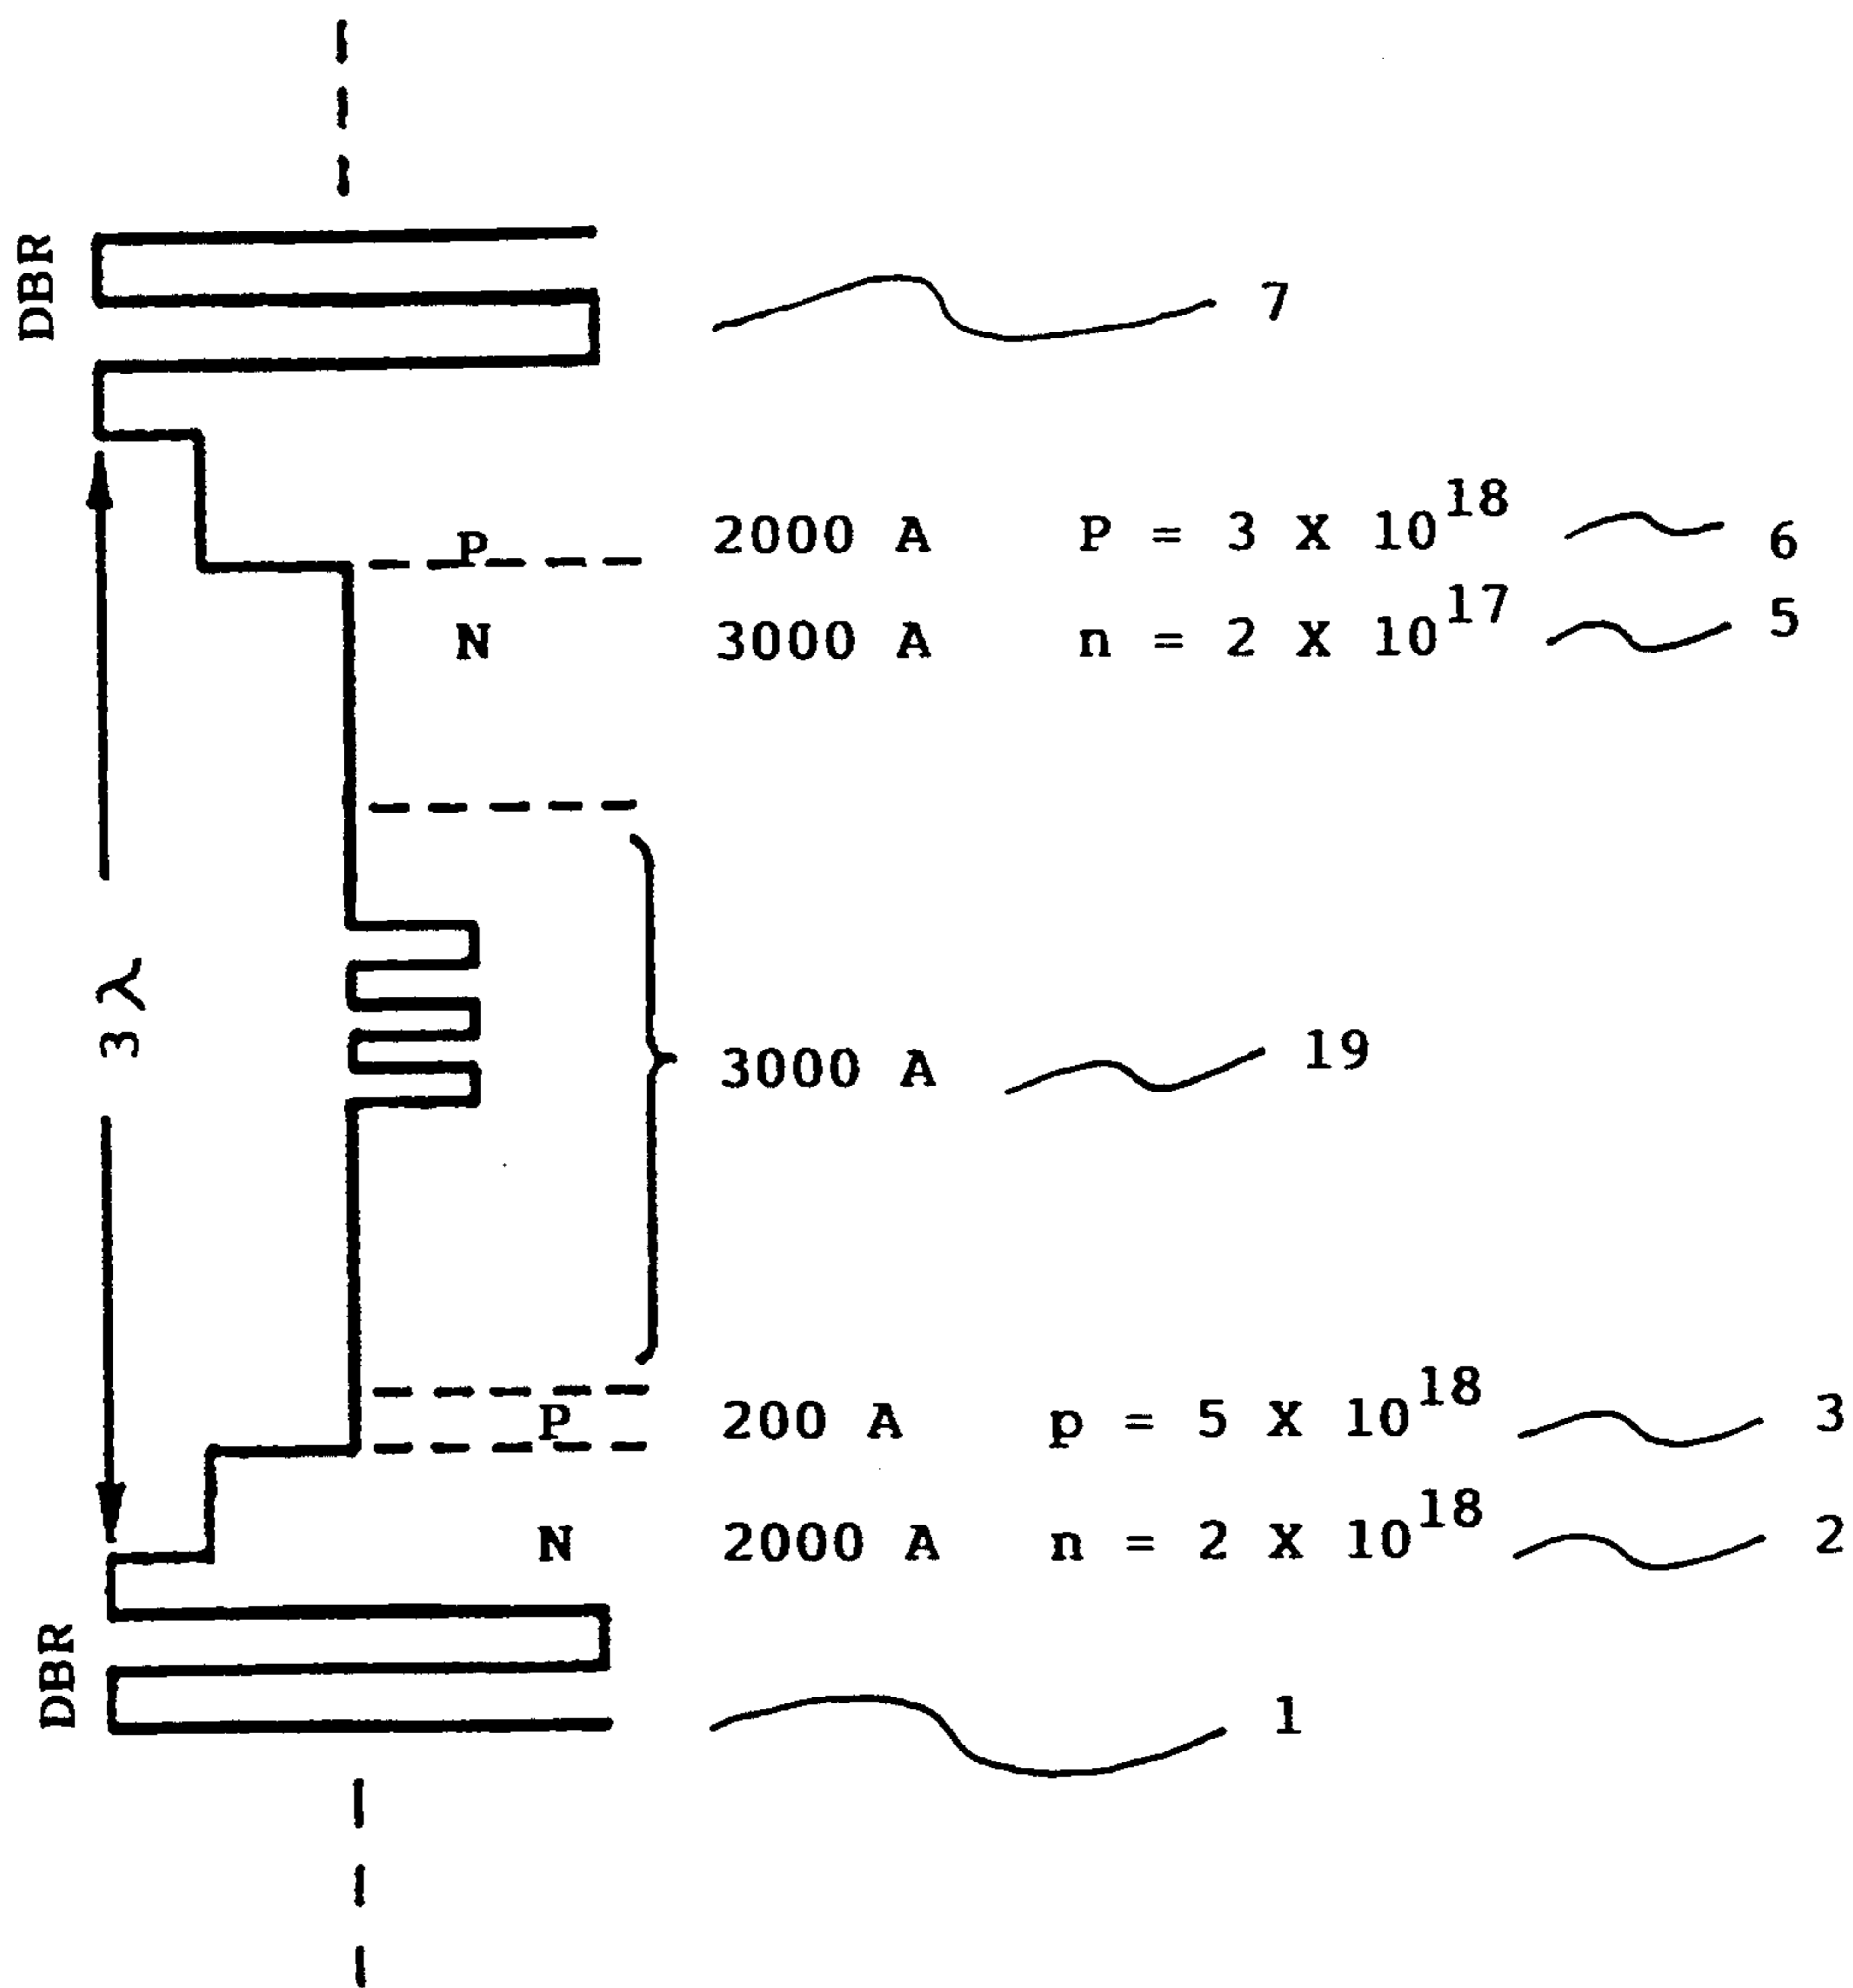 DBR
7
P 2000 A P = 3 X 10^18 6
N 3000 A n = 2 X 10^17 5
3λ
3000 A 19
P 200 A p = 5 X 10^18 3
N 2000 A n = 2 X 10^18 2
DBR
1